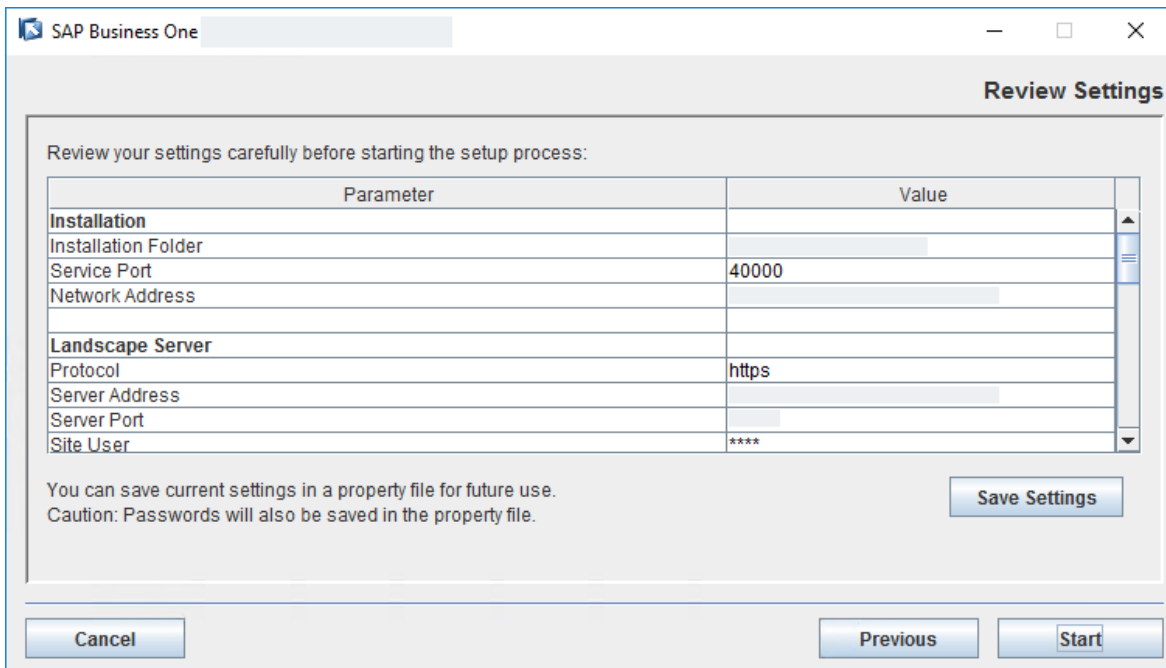 SAP Business One
Review Settings
Review your settings carefully before starting the setup process:
Parameter Value
Installation
Installation Folder
Service Port 40000
Network Address
Landscape Server
Protocol https
Server Address
Server Port
Site User ****
You can save current settings in a property file for future use.
Save Settings
Caution: Passwords will also be saved in the property file.
Cancel Previous Start